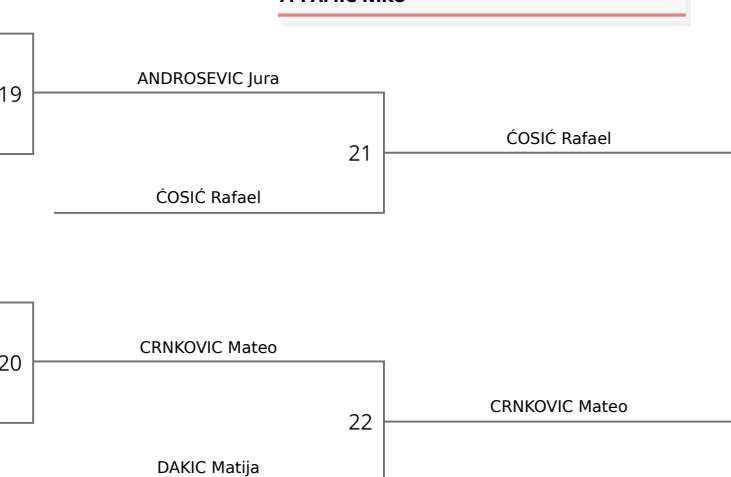 19
ANDROSEVIC Jura
21
ĆOSIĆ Rafael
ĆOSIĆ Rafael
20
CRNKOVIC Mateo
22
CRNKOVIC Mateo
DAKIC Matija